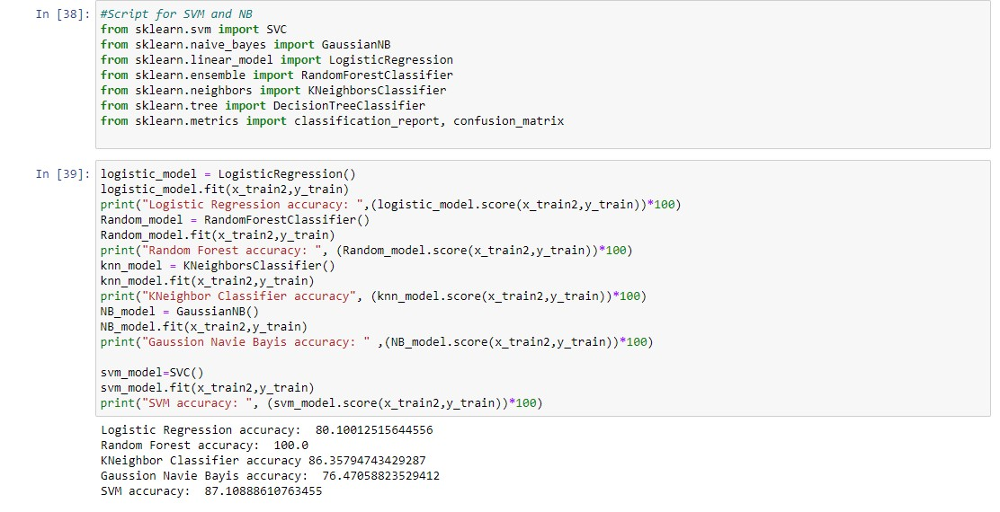 In [38]: #Script for SVM and NB
from sklearn.svm import SVC
from sklearn.naive_bayes import GaussianNB
from sklearn.linear_model import LogisticRegression
from sklearn.ensemble import RandomForestClassifier
from sklearn.neighbors import KNeighborsClassifier
from sklearn.tree import DecisionTreeClassifier
from sklearn.metrics import classification_report, confusion_matrix
In [39]: logistic_model = LogisticRegression()
logistic_model.fit(x_train2,y_train)
print("Logistic Regression accuracy: ",(logistic_model.score(x_train2,y_train))*100)
Random_model = RandomForestClassifier()
Random_model.fit(x_train2,y_train)
print("Random Forest accuracy: ", (Random_model.score(x_train2,y_train))*100)
knn_model = KNeighborsClassifier()
knn_model.fit(x_train2,y_train)
print("KNeighbor Classifier accuracy", (knn_model.score(x_train2,y_train))*100)
NB_model = GaussianNB()
NB_model.fit(x_train2,y_train)
print("Gaussion Navie Bayis accuracy: " ,(NB_model.score(x_train2,y_train))*100)
svm_model=SVC()
svm_model.fit(x_train2,y_train)
print("SVM accuracy: ", (svm_model.score(x_train2,y_train))*100)
Logistic Regression accuracy:  80.10012515644556
Random Forest accuracy:  100.0
KNeighbor Classifier accuracy 86.35794743429287
Gaussion Navie Bayis accuracy:  76.47058823529412
SVM accuracy:  87.10888610763455